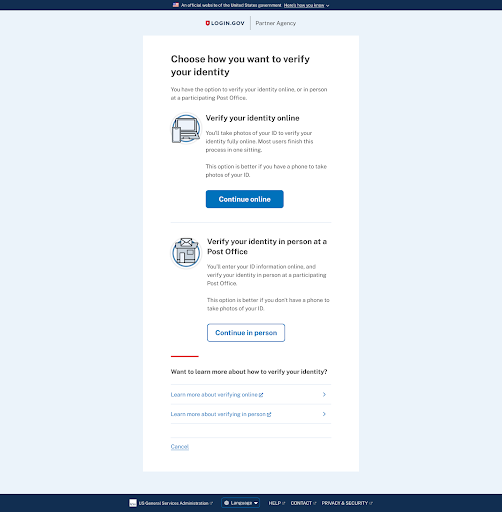 An official website of the United States government Here's how you know
LOGIN.GOV Partner Agency
Choose how you want to verify
your identity
You have the option to verify your identity online, or in person
at a participating Post Office.
Verify your identity online
You'll take photos of your ID to verify your
identity fully online. Most users finish this
process in one sitting.
This option is better if you have a phone to take
photos of your ID.
Continue online
Verify your identity in person at a
Post Office
You'll enter your ID information online, and
verify your identity in person at a participating
Post Office.
This option is better if you don't have a phone to
take photos of your ID.
Continue in person
Want to learn more about how to verify your identity?
Learn more about verifying online
Learn more about verifying in person
Cancel
US General Services Administration Language HELP CONTACT PRIVACY & SECURITY